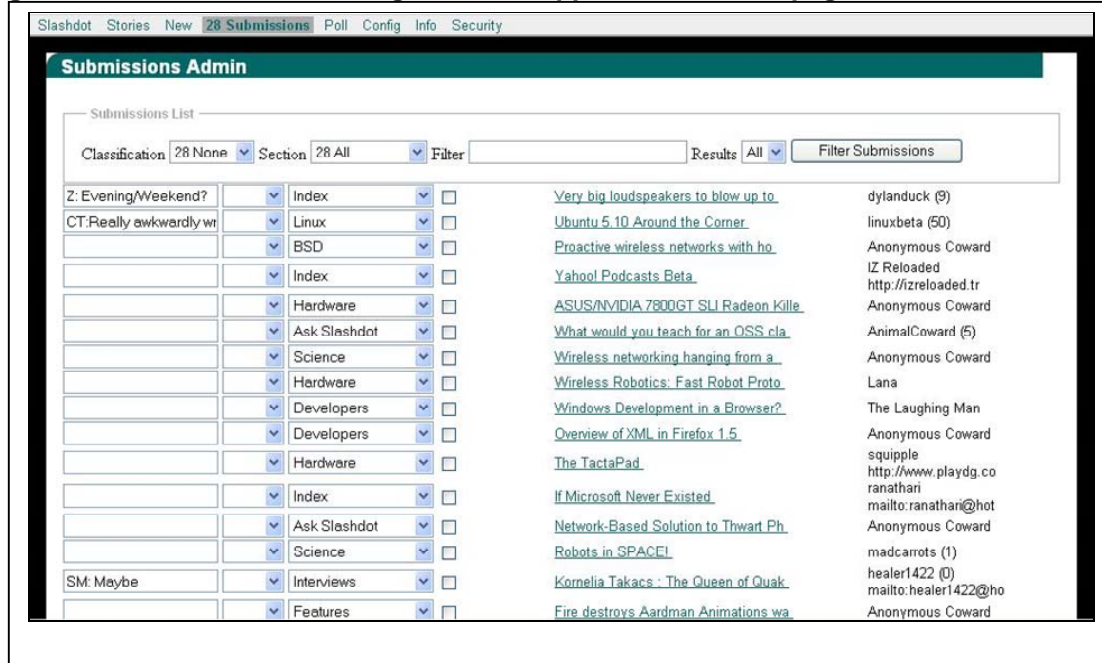 Slashdot Stories New 28 Submissions Poll Config Info Security
Submissions Admin
Submissions List
Classification 28 None Section 28 All Filter Results All Filter Submissions
Z: Evening/Weekend? Index Very big loudspeakers to blow up to dylanduck (9)
CT:Really awkwardly wr Linux Ubuntu 5.10 Around the Corner linuxbeta (50)
BSD Proactive wireless networks with ho Anonymous Coward
Index Yahoo! Podcasts Beta IZ Reloaded
http://izreloaded.tr
Hardware ASUS/NVIDIA 7800GT SLI Radeon Kille Anonymous Coward
Ask Slashdot What would you teach for an OSS cla AnimalCoward (5)
Science Wireless networking hanging from a Anonymous Coward
Hardware Wireless Robotics: Fast Robot Proto Lana
Developers Windows Development in a Browser? The Laughing Man
Developers Overview of XML in Firefox 1.5 Anonymous Coward
Hardware The TactaPad squipple
http://www.playdg.co
Index If Microsoft Never Existed ranathari
mailto:ranathari@hot
Ask Slashdot Network-Based Solution to Thwart Ph Anonymous Coward
Science Robots in SPACE! madcarrots (1)
SM: Maybe Interviews Kornelia Takacs : The Queen of Quak healer1422 (0)
mailto:healer1422@ho
Features Fire destroys Aardman Animations wa Anonymous Coward